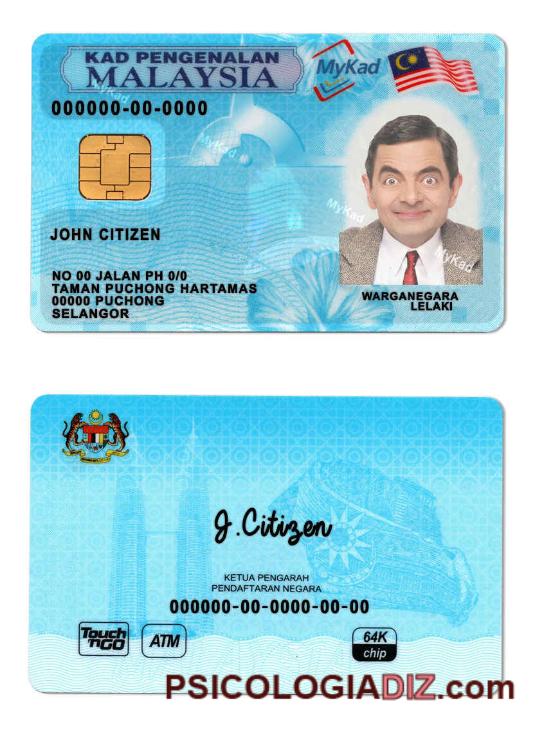 KAD PENGENALAN
MALAYSIA
MyKad
000000-00-0000
MyKad
MyKad
MyKad
MyKad
JOHN CITIZEN
NO 00 JALAN PH 0/0
TAMAN PUCHONG HARTAMAS
00000 PUCHONG
SELANGOR
WARGANEGARA
LELAKI
J.Citizen
KETUA PENGARAH
PENDAFTARAN NEGARA
000000-00-0000-00-00
Touch
'nGO
ATM
64K
chip
PSICOLOGIADIZ.com